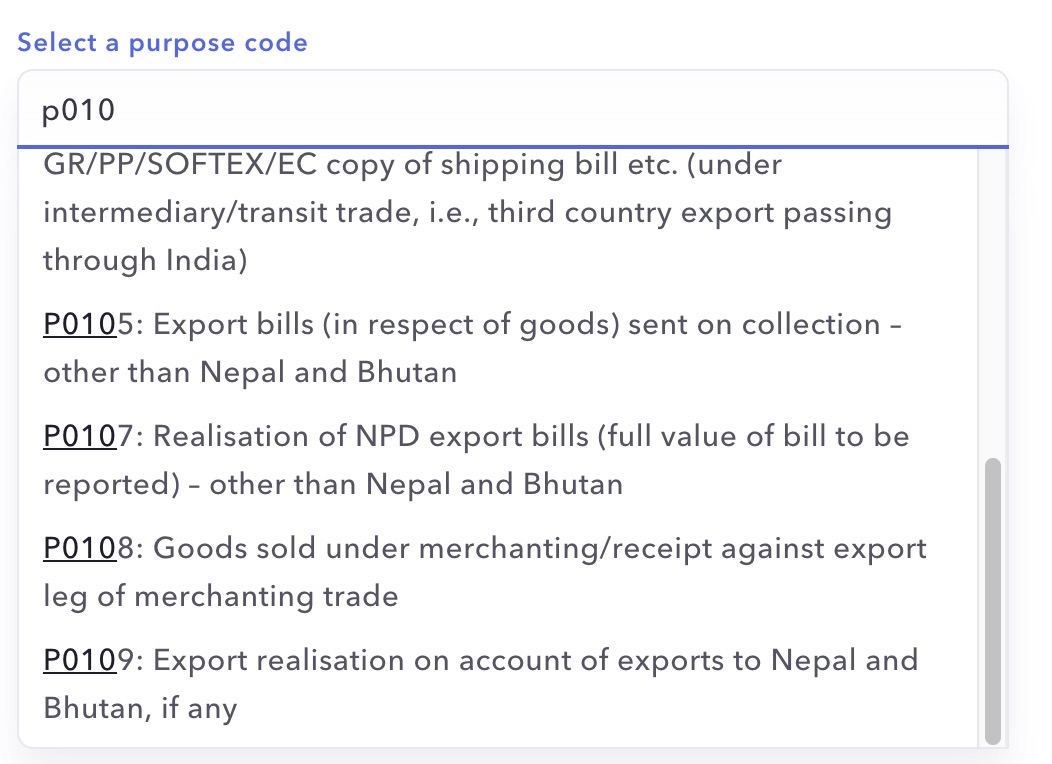 Select a purpose code
p010
GR/PP/SOFTEX/EC copy of shipping bill etc. (under
intermediary/transit trade, i.e., third country export passing
through India)
P0105: Export bills (in respect of goods) sent on collection –
other than Nepal and Bhutan
P0107: Realisation of NPD export bills (full value of bill to be
reported) – other than Nepal and Bhutan
P0108: Goods sold under merchanting/receipt against export
leg of merchanting trade
P0109: Export realisation on account of exports to Nepal and
Bhutan, if any